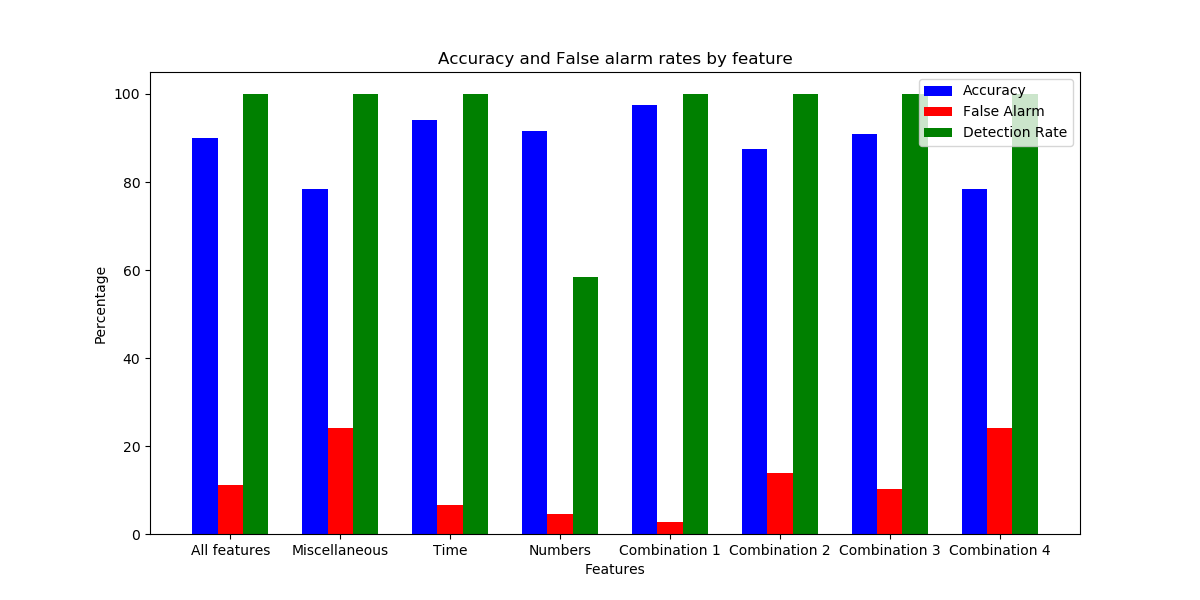 Accuracy and False alarm rates by feature
Accuracy
False Alarm
Detection Rate
100
80
60
40
20
0
Percentage
All features Miscellaneous Time Numbers Combination 1 Combination 2 Combination 3 Combination 4
Features